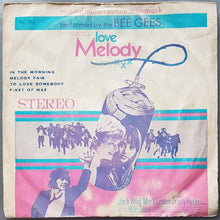 original motion picture soundtrack
performed by the BEE GEES
love
Melody
IN THE MORNING
MELODY FAIR
TO LOVE SOMEBODY
FIRST OF MAY
STEREO
Jack Wild, Mark Lester, Tracy Hyde